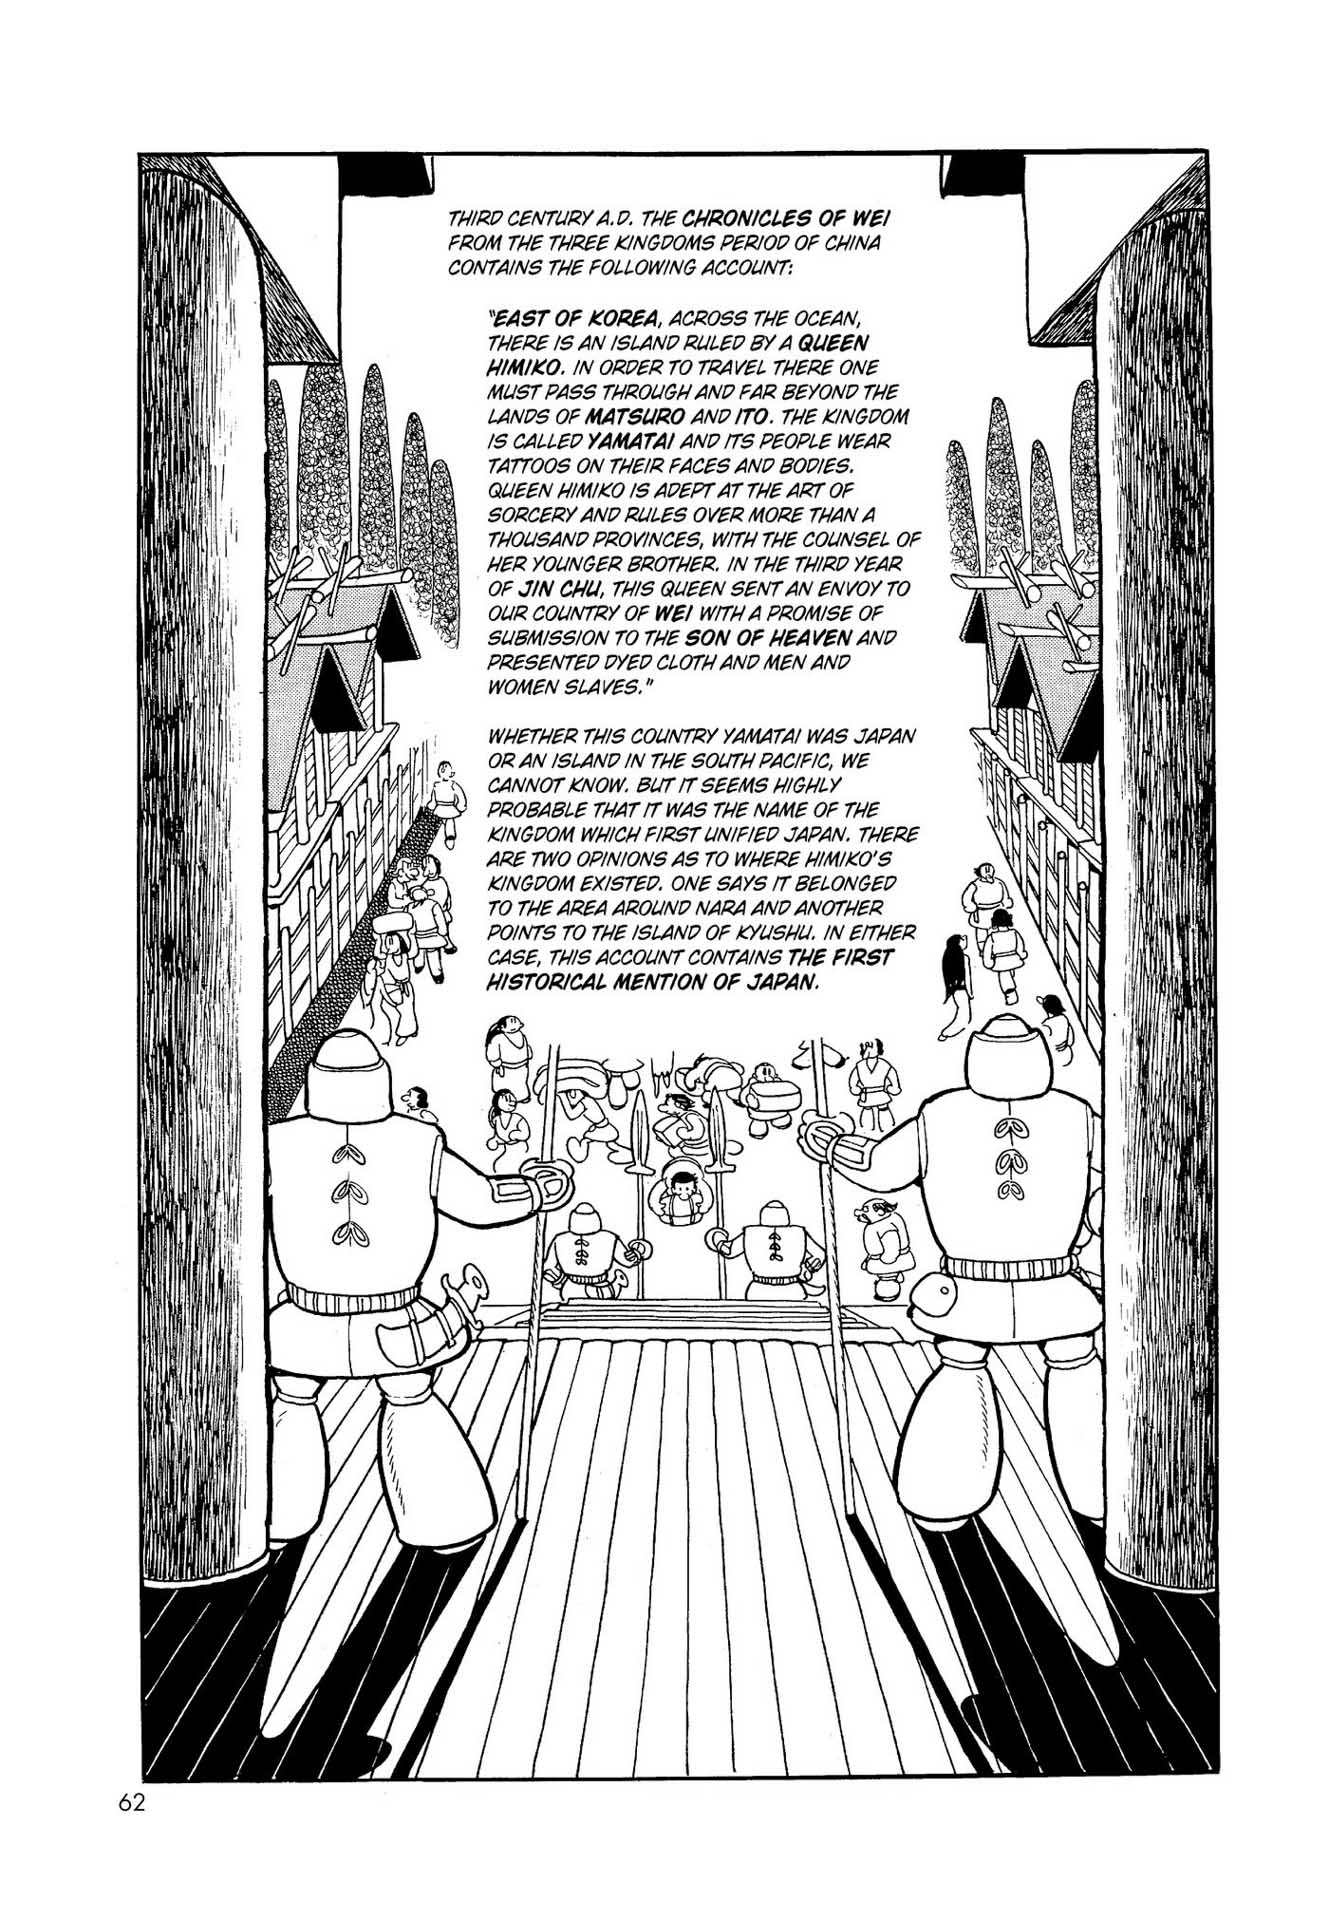 THIRD CENTURY A.D. THE CHRONICLES OF WEI
FROM THE THREE KINGDOMS PERIOD OF CHINA
CONTAINS THE FOLLOWING ACCOUNT:
"EAST OF KOREA, ACROSS THE OCEAN,
THERE IS AN ISLAND RULED BY A QUEEN
HIMIKO. IN ORDER TO TRAVEL THERE ONE
MUST PASS THROUGH AND FAR BEYOND THE
LANDS OF MATSURO AND ITO. THE KINGDOM
IS CALLED YAMATAI AND ITS PEOPLE WEAR
TATTOOS ON THEIR FACES AND BODIES.
QUEEN HIMIKO IS ADEPT AT THE ART OF
SORCERY AND RULES OVER MORE THAN A
THOUSAND PROVINCES, WITH THE COUNSEL OF
HER YOUNGER BROTHER. IN THE THIRD YEAR
OF JIN CHU, THIS QUEEN SENT AN ENVOY TO
OUR COUNTRY OF WEI WITH A PROMISE OF
SUBMISSION TO THE SON OF HEAVEN AND
PRESENTED DYED CLOTH AND MEN AND
WOMEN SLAVES."
WHETHER THIS COUNTRY YAMATAI WAS JAPAN
OR AN ISLAND IN THE SOUTH PACIFIC, WE
CANNOT KNOW. BUT IT SEEMS HIGHLY
PROBABLE THAT IT WAS THE NAME OF THE
KINGDOM WHICH FIRST UNIFIED JAPAN. THERE
ARE TWO OPINIONS AS TO WHERE HIMIKO'S
KINGDOM EXISTED. ONE SAYS IT BELONGED
TO THE AREA AROUND NARA AND ANOTHER
POINTS TO THE ISLAND OF KYUSHU. IN EITHER
CASE, THIS ACCOUNT CONTAINS THE FIRST
HISTORICAL MENTION OF JAPAN.
62